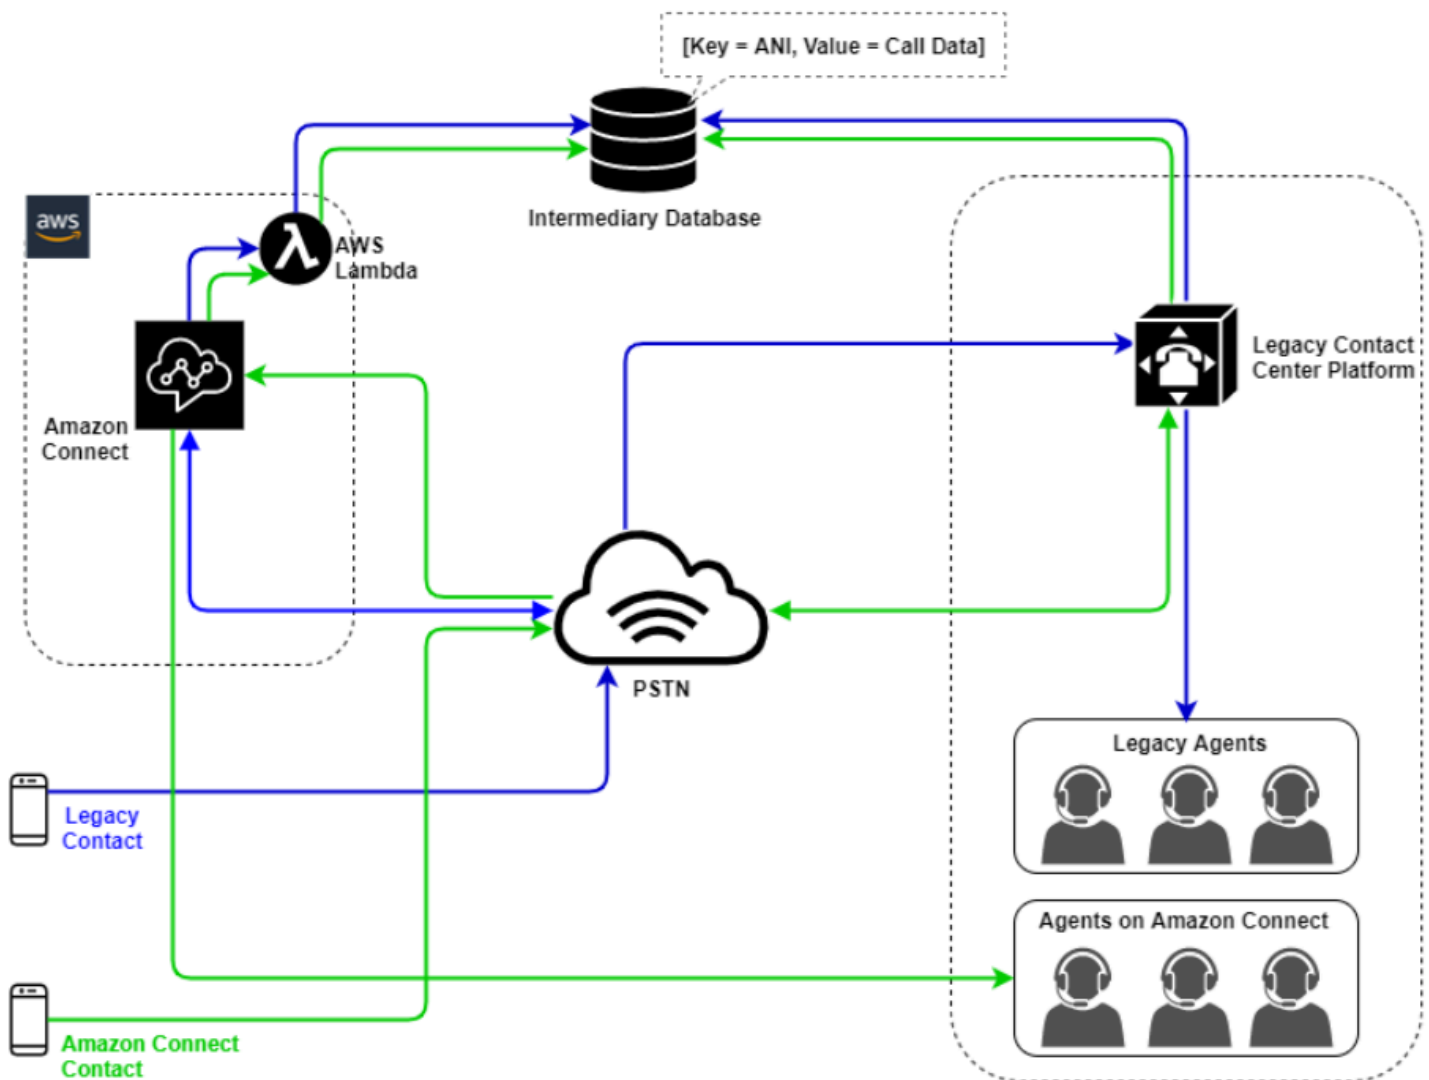 [Key = ANI, Value = Call Data]
Intermediary Database
aws
AWS
Lambda
Legacy Contact
Center Platform
Amazon
Connect
PSTN
Legacy Agents
Legacy
Contact
Agents on Amazon Connect
Amazon Connect
Contact